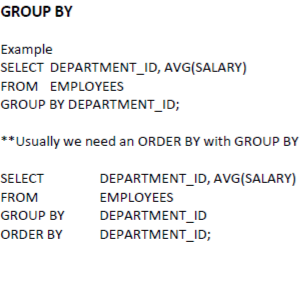 GROUP BY
Example
SELECT DEPARTMENT_ID, AVG(SALARY)
FROM EMPLOYEES
GROUP BY DEPARTMENT_ID;
**Usually we need an ORDER BY with GROUP BY
SELECT DEPARTMENT_ID, AVG(SALARY)
FROM EMPLOYEES
GROUP BY DEPARTMENT_ID
ORDER BY DEPARTMENT_ID;